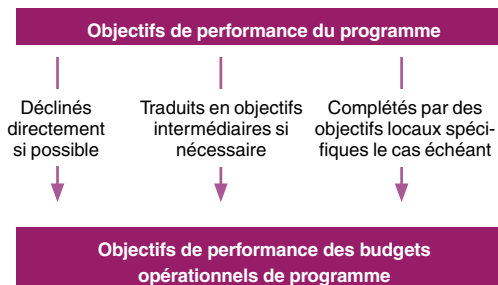 Objectifs de performance du programme
Déclinés
directement
si possible
Traduits en objectifs
intermédiaires si
nécessaire
Complétés par des
objectifs locaux spéci-
fiques le cas échéant
Objectifs de performance des budgets
opérationnels de programme